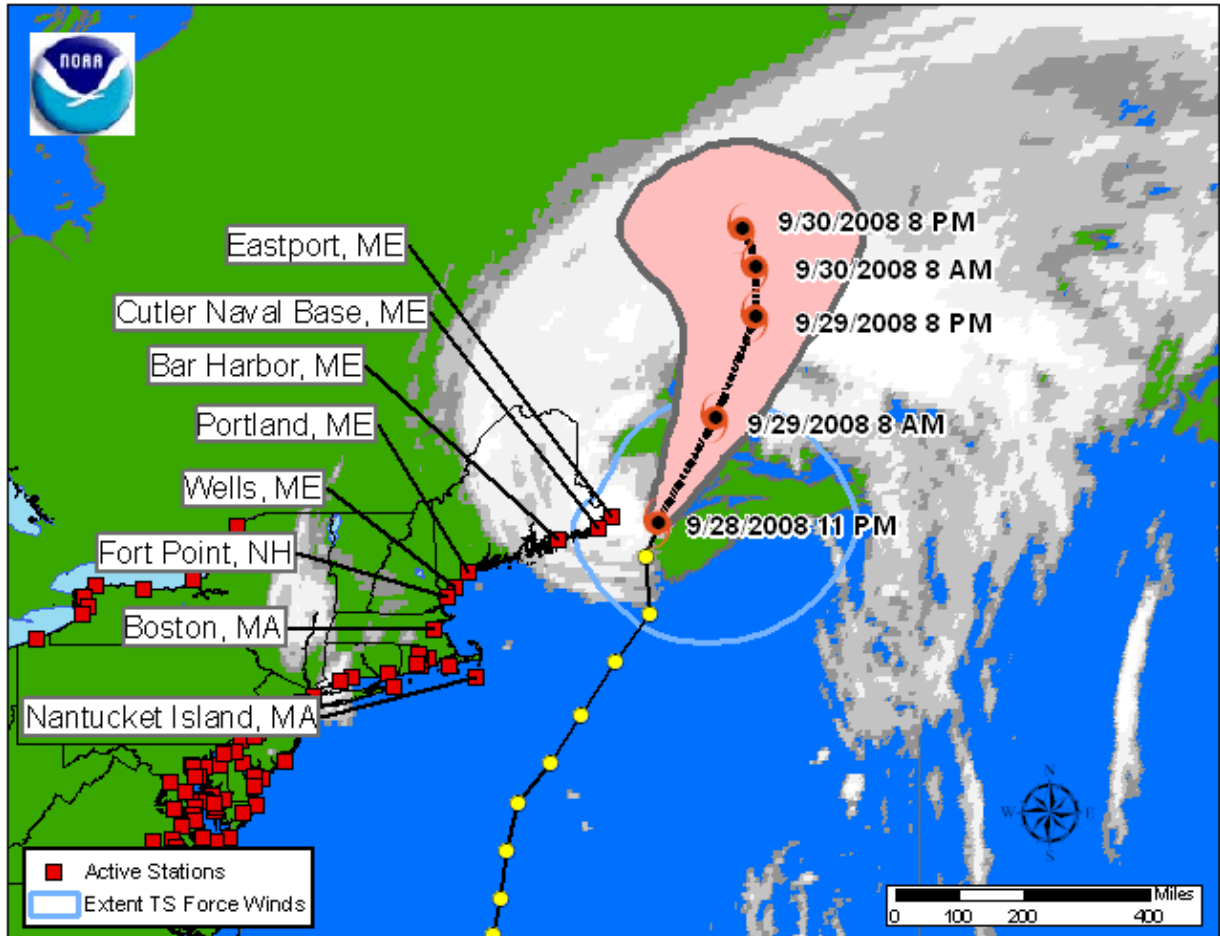 NOAA
9/30/2008 8 PM
Eastport, ME
9/30/2008 8 AM
Cutler Naval Base, ME
9/29/2008 8 PM
Bar Harbor, ME
Portland, ME
9/29/2008 8 AM
Wells, ME
9/28/2008 11 PM
Fort Point, NH
Boston, MA
Nantucket Island, MA
N
W E
S
Active Stations
Extent TS Force Winds
Miles
0 100 200 400